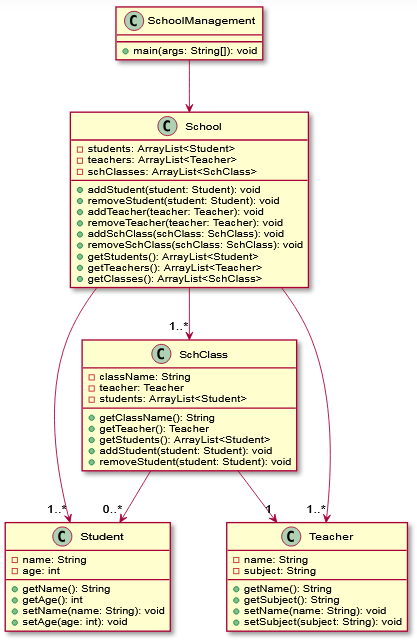 C SchoolManagement
main(args: String[]): void
C School
students: ArrayList<Student>
teachers: ArrayList<Teacher>
schClasses: ArrayList<SchClass>
addStudent(student: Student): void
removeStudent(student: Student): void
addTeacher(teacher: Teacher): void
removeTeacher(teacher: Teacher): void
addSchClass(schClass: SchClass): void
removeSchClass(schClass: SchClass): void
getStudents(): ArrayList<Student>
getTeachers(): ArrayList<Teacher>
getClasses(): ArrayList<SchClass>
1..*
C SchClass
className: String
teacher: Teacher
students: ArrayList<Student>
getClassName(): String
getTeacher(): Teacher
getStudents(): ArrayList<Student>
addStudent(student: Student): void
removeStudent(student: Student): void
1..* 0..* 1 1..*
C Student
name: String
age: int
getName(): String
getAge(): int
setName(name: String): void
setAge(age: int): void
C Teacher
name: String
subject: String
getName(): String
getSubject(): String
setName(name: String): void
setSubject(subject: String): void